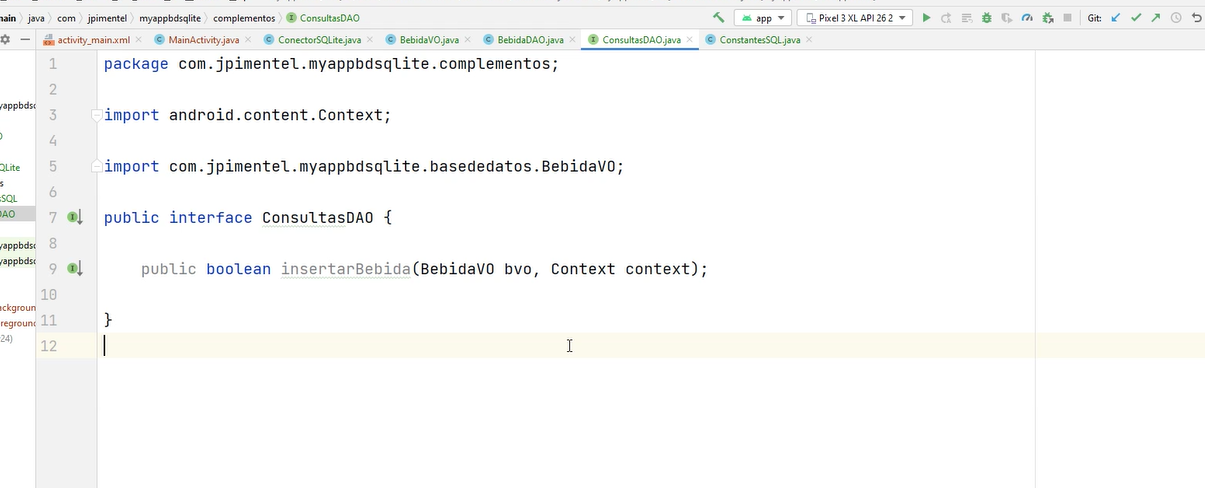 main
java
com
jpimentel
myappbdsqlite
complementos
ConsultasDAO
app
Pixel 3 XL API 26 2
Git:
activity_main.xml
MainActivity.java
ConectorSQLite.java
BebidaVO.java
BebidaDAO.java
ConsultasDAO.java
ConstantesSQL.java
1 package com.jpimentel.myappbdsqlite.complementos;
2
3 import android.content.Context;
4
5 import com.jpimentel.myappbdsqlite.basededatos.BebidaVO;
6
7 public interface ConsultasDAO {
8
9 public boolean insertarBebida(BebidaVO bvo, Context context);
10
11 }
12